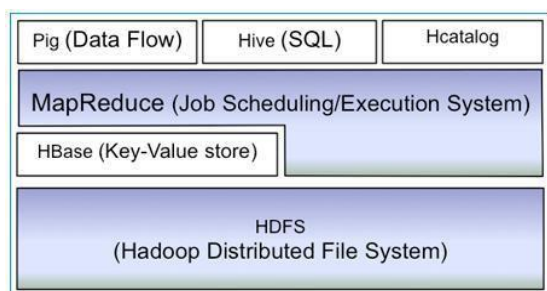 Pig (Data Flow)
Hive (SQL)
Hcatalog
MapReduce (Job Scheduling/Execution System)
HBase (Key-Value store)
HDFS
(Hadoop Distributed File System)